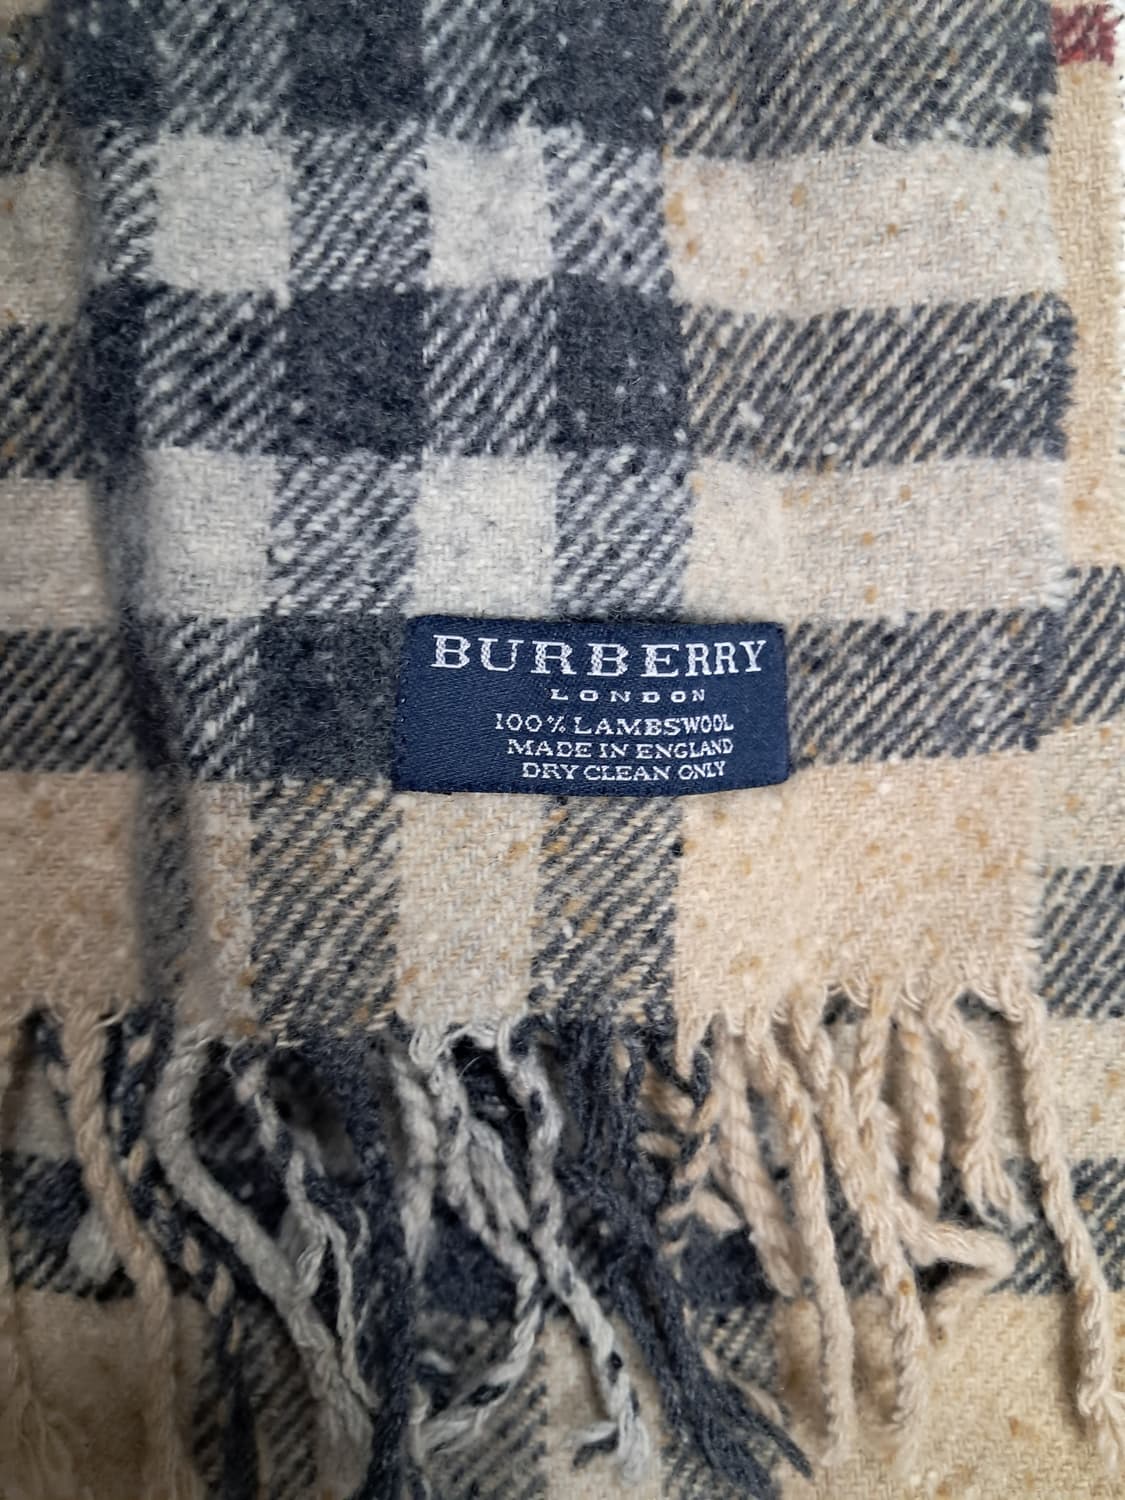 BURBERRY
LONDON
100% LAMBSWOOL
MADE IN ENGLAND
DRY CLEAN ONLY